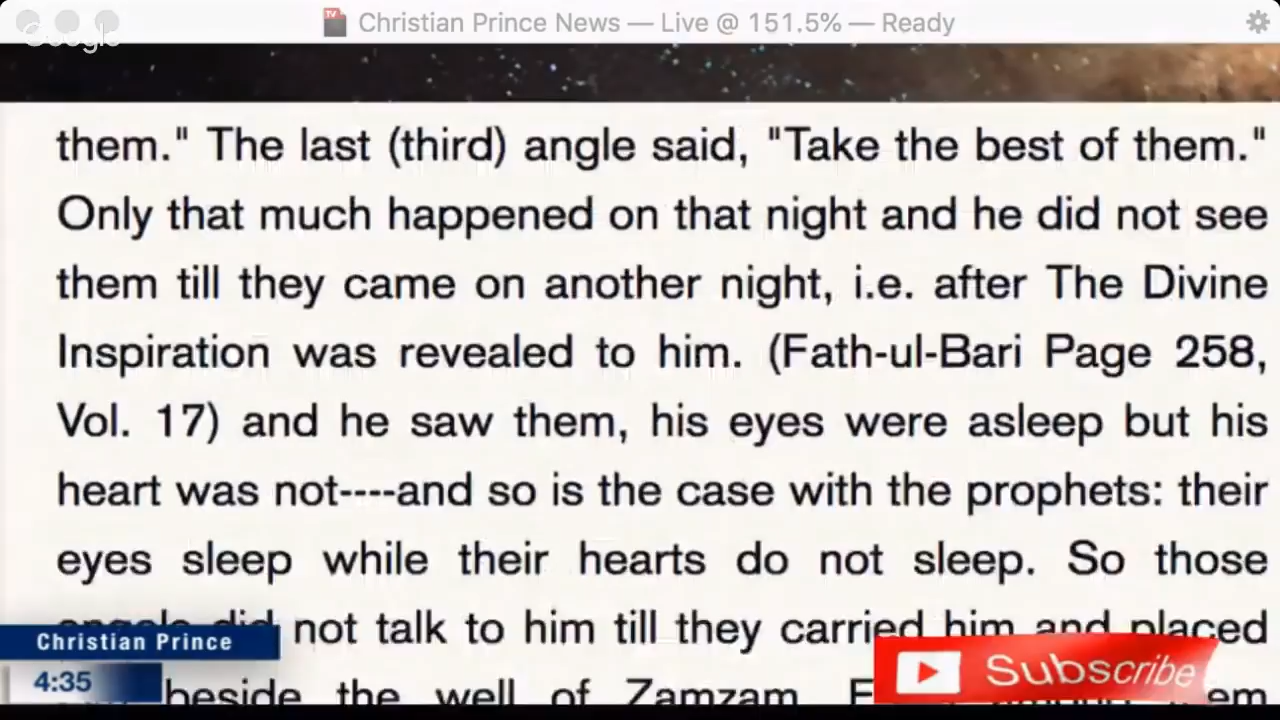 Christian Prince News — Live @ 151.5% — Ready
Google
them." The last (third) angle said, "Take the best of them."
Only that much happened on that night and he did not see
them till they came on another night, i.e. after The Divine
Inspiration was revealed to him. (Fath-ul-Bari Page 258,
Vol. 17) and he saw them, his eyes were asleep but his
heart was not----and so is the case with the prophets: their
eyes sleep while their hearts do not sleep. So those
angels did not talk to him till they carried him and placed
beside the well of Zamzam.
Christian Prince
4:35
Subscribe